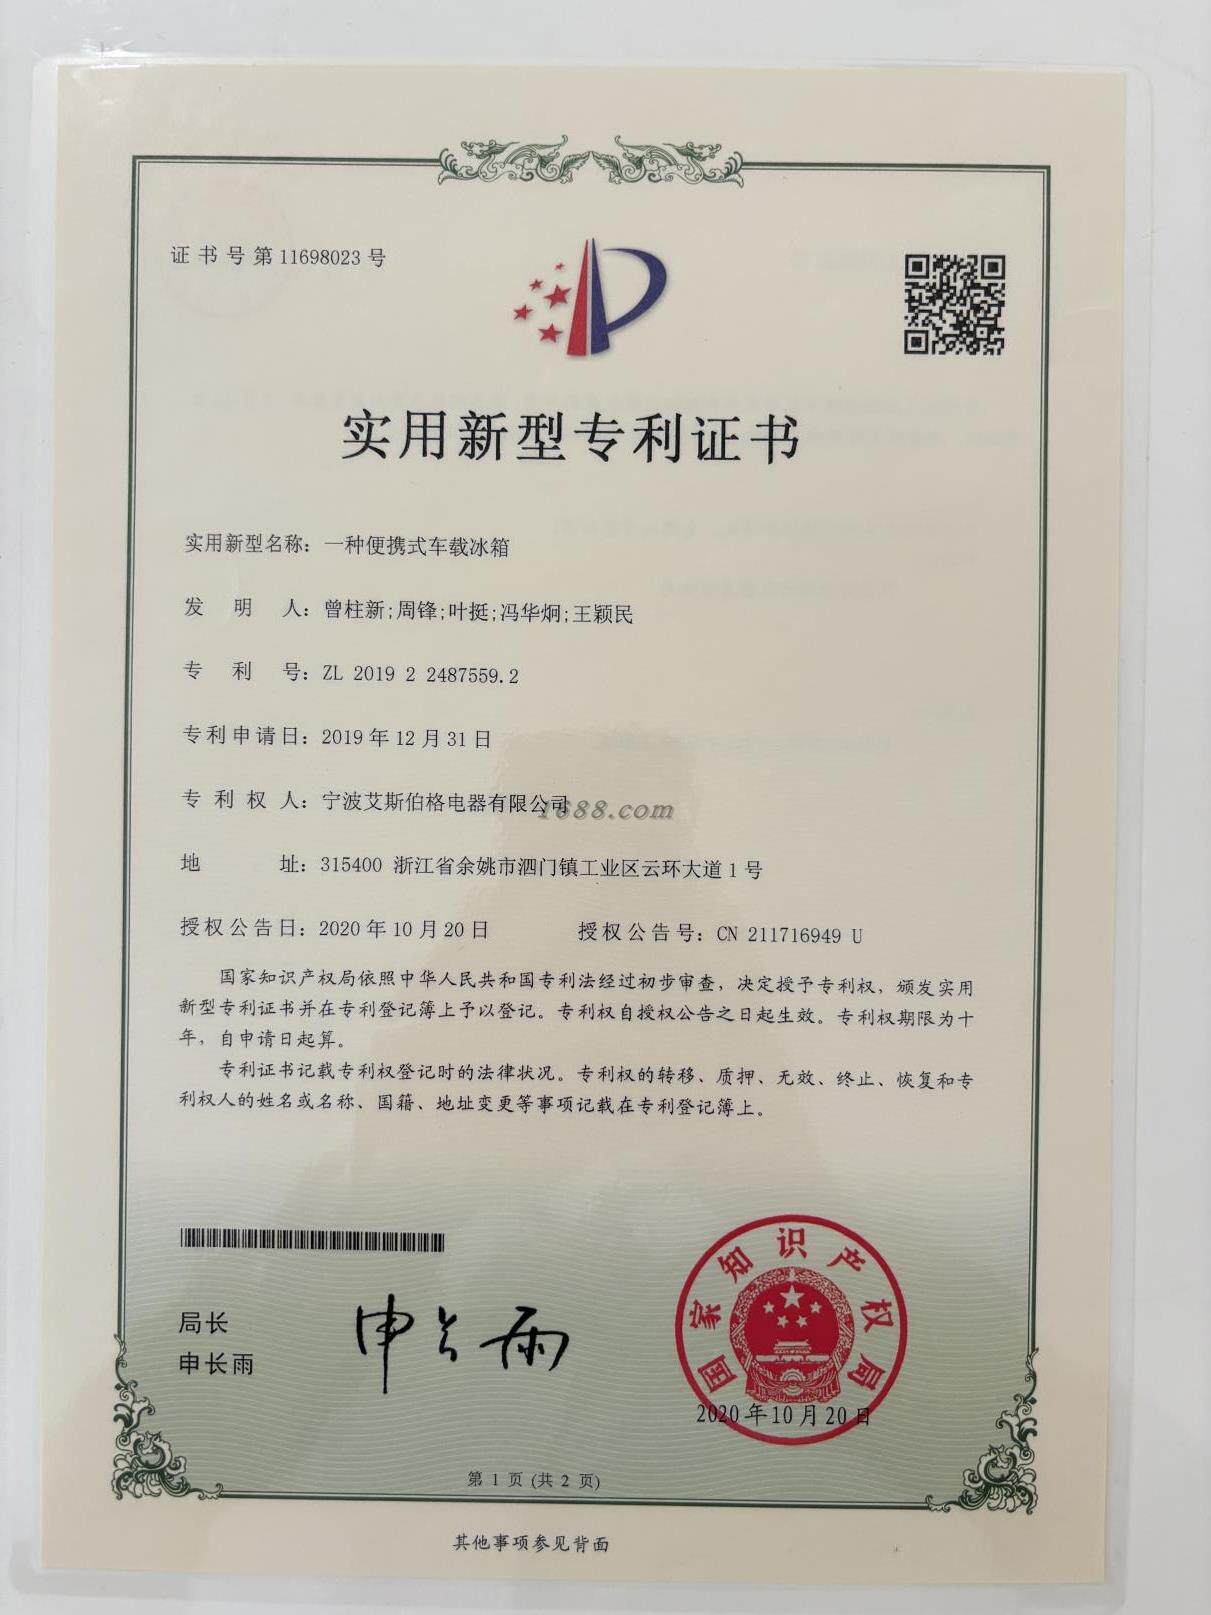 证书号第11698023号
实用新型专利证书
实用新型名称：一种便携式车载冰箱
发明人：曾柱新;周锋;叶挺;冯华炯;王颖民
专利号：ZL 2019 2 2487559.2
专利申请日：2019年12月31日
专利权人：宁波艾斯伯格电器有限公司
1688.com
地址：315400 浙江省余姚市泗门镇工业区云环大道1号
授权公告日：2020年10月20日 授权公告号：CN 211716949 U
国家知识产权局依照中华人民共和国专利法经过初步审查，决定授予专利权，颁发实用
新型专利证书并在专利登记簿上予以登记。专利权自授权公告之日起生效。专利权期限为十
年，自申请日起算。
专利证书记载专利权登记时的法律状况。专利权的转移、质押、无效、终止、恢复和专
利权人的姓名或名称、国籍、地址变更等事项记载在专利登记簿上。
局长
申长雨
申长雨
国家知识产权局
2020年10月20日
第 1 页 (共 2 页)
其他事项参见背面